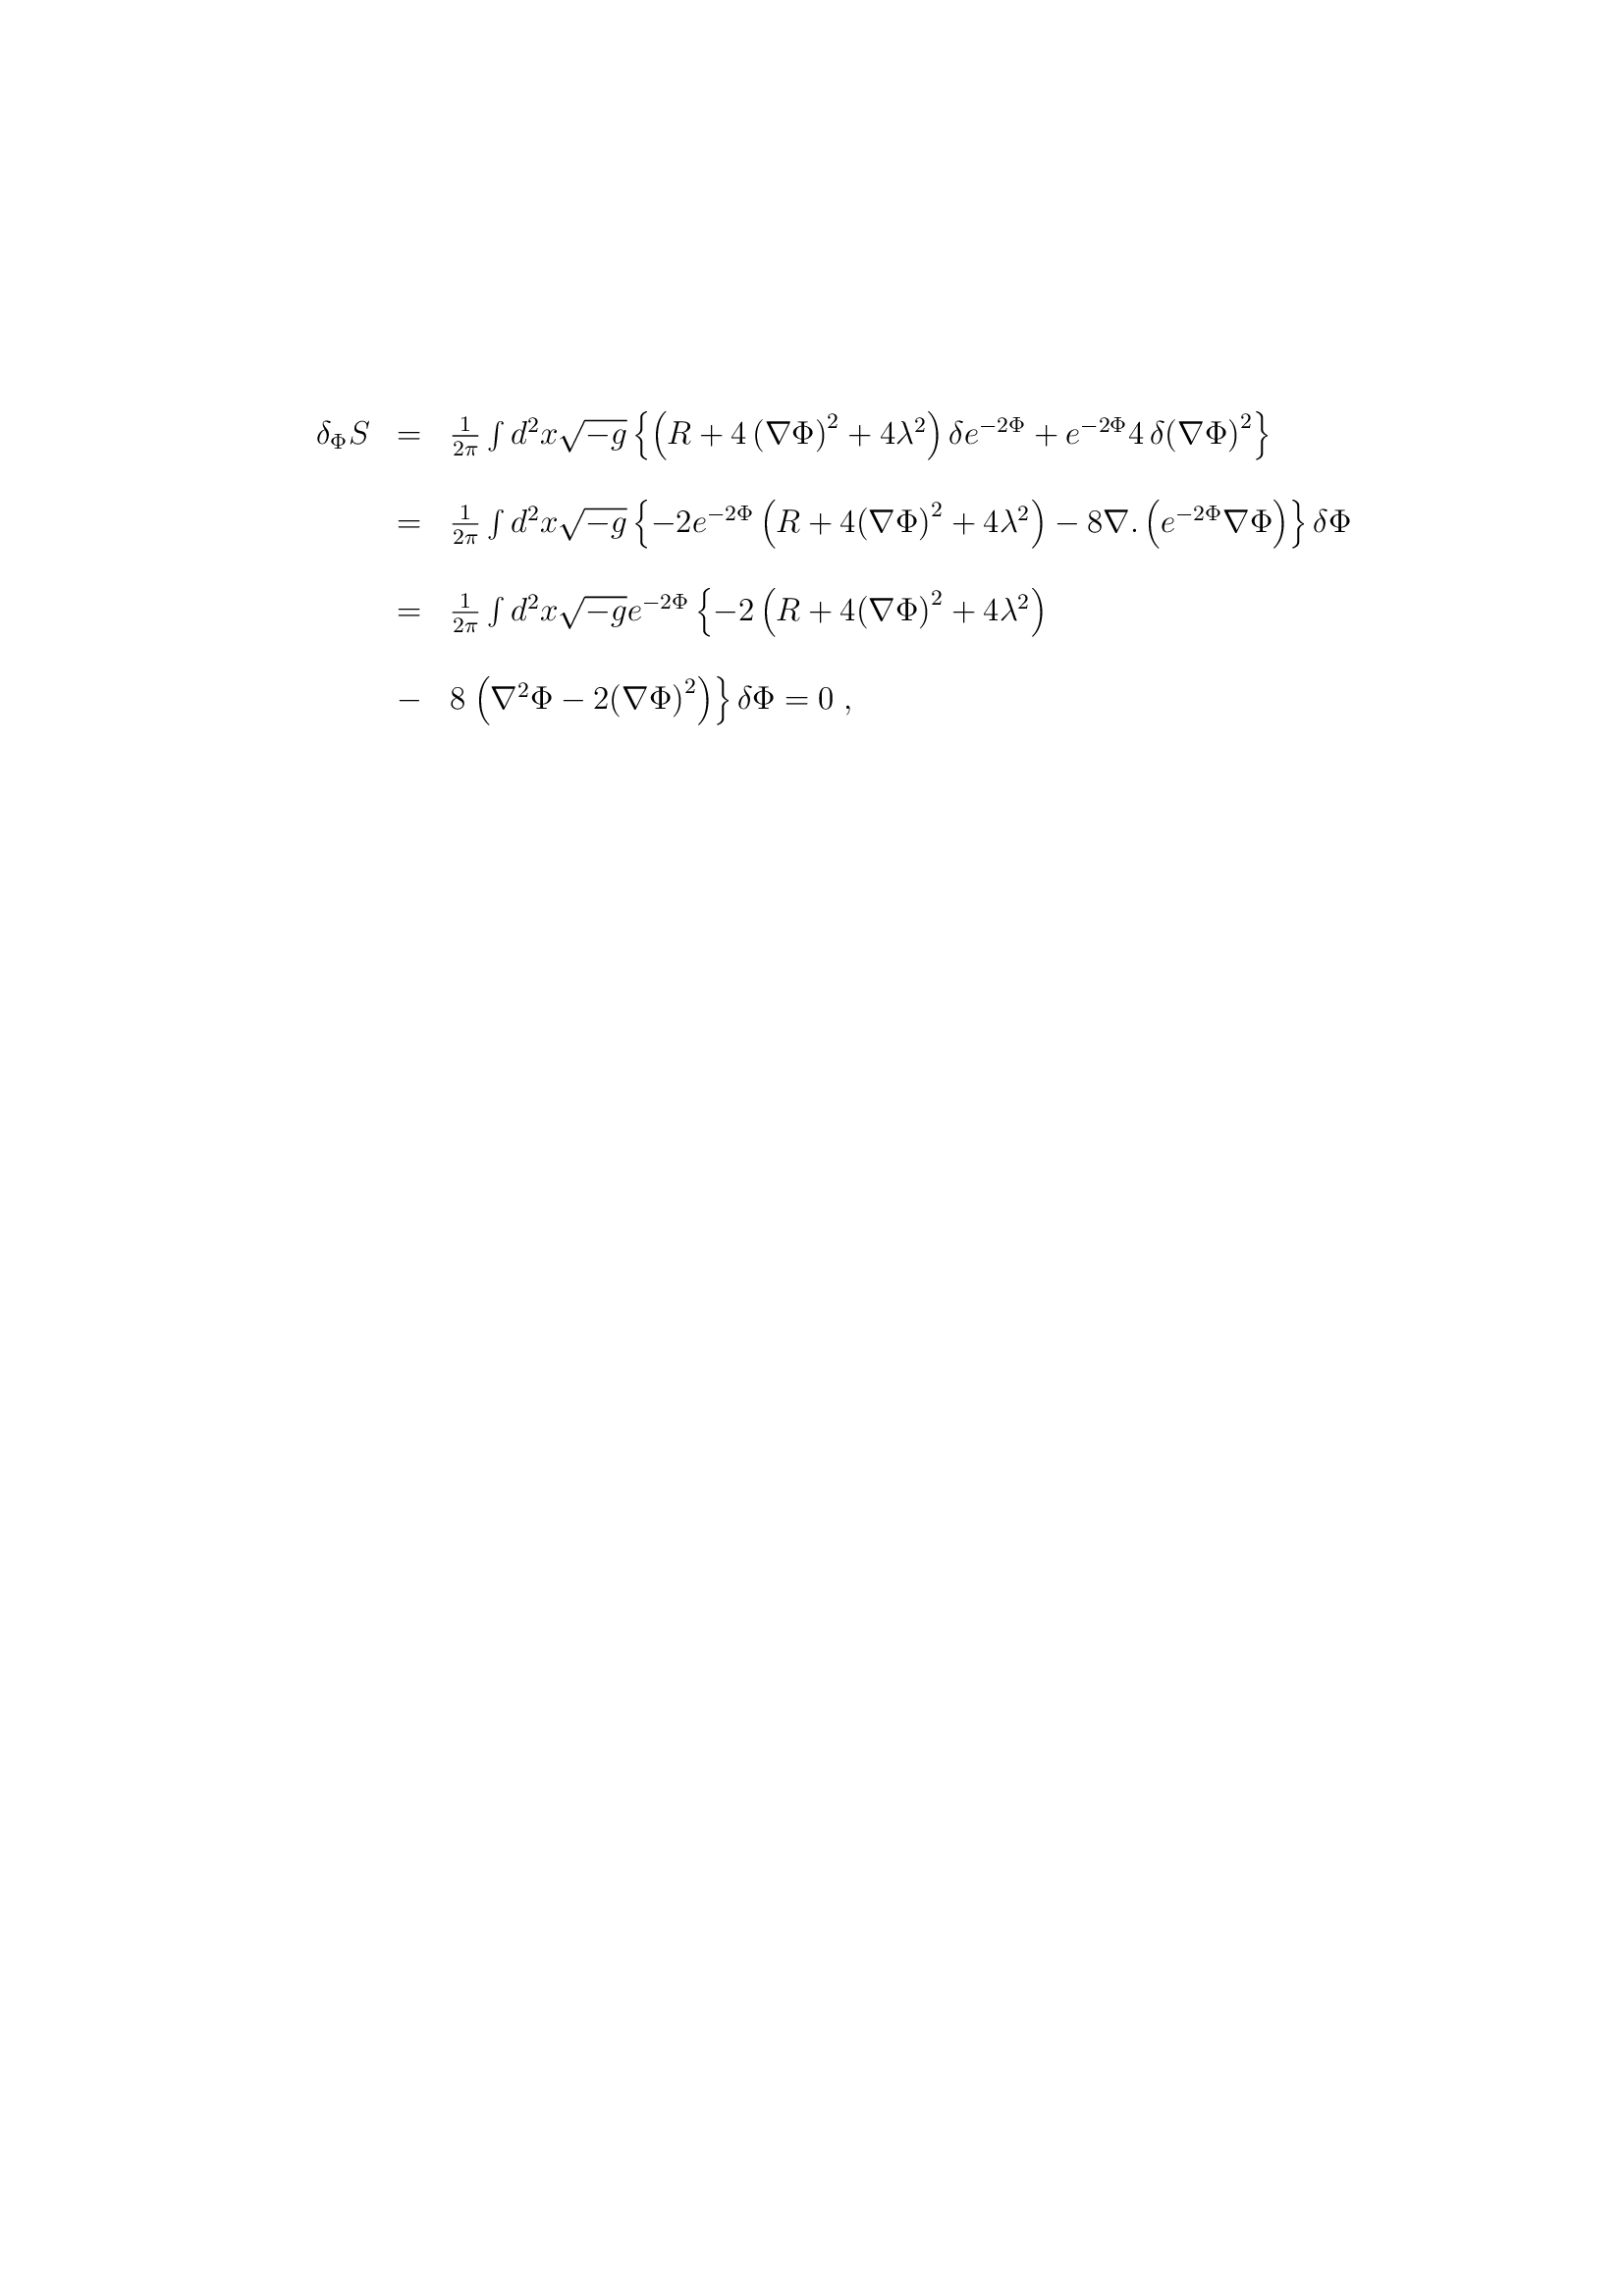 $\delta_{\Phi} S = \frac{1}{2\pi} \int d^2x \sqrt{-g} \left\{ \left( R + 4 \left( \nabla\Phi \right)^2 + 4\lambda^2 \right) \delta e^{-2\Phi} + e^{-2\Phi} 4 \, \delta (\nabla\Phi)^2 \right\}$
$= \frac{1}{2\pi} \int d^2x \sqrt{-g} \left\{ -2e^{-2\Phi} \left( R + 4(\nabla\Phi)^2 + 4\lambda^2 \right) - 8\nabla . \left( e^{-2\Phi} \nabla\Phi \right) \right\} \delta\Phi$
$= \frac{1}{2\pi} \int d^2x \sqrt{-g} e^{-2\Phi} \left\{ -2 \left( R + 4(\nabla\Phi)^2 + 4\lambda^2 \right) \right.$
$- \left. 8 \left( \nabla^2\Phi - 2(\nabla\Phi)^2 \right) \right\} \delta\Phi = 0 \ ,$